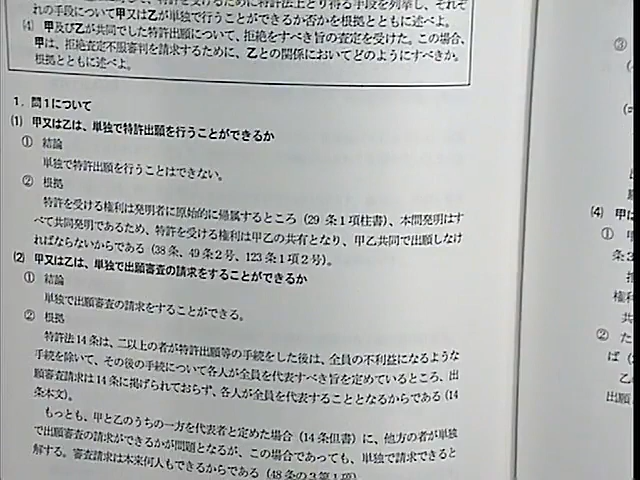 れの手段について甲又は乙が単独で行うことができるか否かを根拠とともに述べよ。
(4) 甲及び乙が共同でした特許出願について、拒絶をすべき旨の査定を受けた。この場合、
甲は、拒絶査定不服審判を請求するために、乙との関係においてどのようにすべきか。
根拠とともに述べよ。
1.問1について
(1) 甲又は乙は、単独で特許出願を行うことができるか
① 結論
単独で特許出願を行うことはできない。
② 根拠
特許を受ける権利は発明者に原始的に帰属するところ(29条1項柱書)、本問発明はす
べて共同発明であるため、特許を受ける権利は甲乙の共有となり、甲乙共同で出願しなけ
ればならないからである(38条、49条2号、123条1項2号)。
(2) 甲又は乙は、単独で出願審査の請求をすることができるか
① 結論
単独で出願審査の請求をすることができる。
② 根拠
特許法14条は、二以上の者が特許出願等の手続をした後は、全員の不利益になるような
手続を除いて、その後の手続について各人が全員を代表すべき旨を定めているところ、出
願審査請求は14条に掲げられておらず、各人が全員を代表することとなるからである(14
条本文)。
もっとも、甲と乙のうちの一方を代表者と定めた場合(14条但書)に、他方の者が単独
で出願審査の請求ができるかが問題となるが、この場合であっても、単独で請求できると
解する。審査請求は本来何人もできるからである(48条の3第1項)
③
(4) 甲は
①
条3
権利
共
② た
ば(
乙
出願